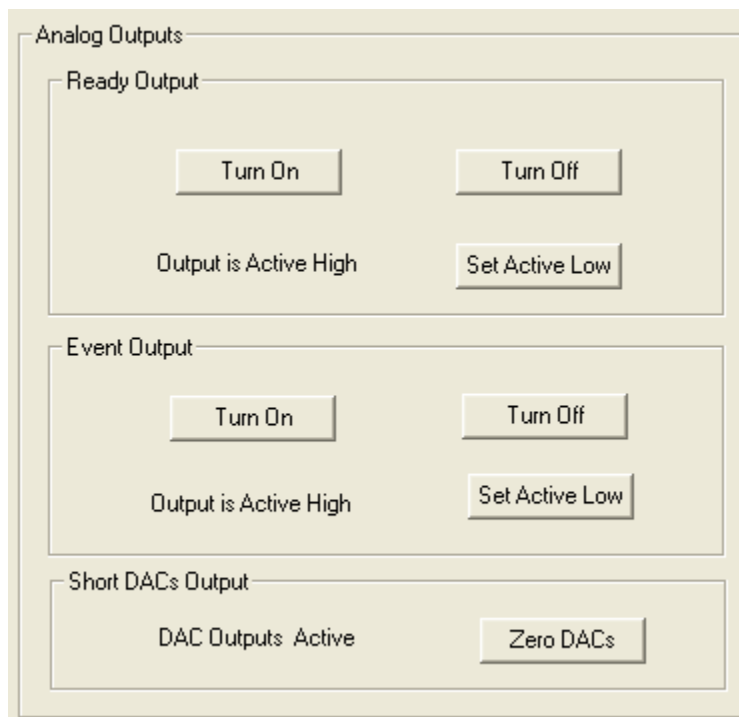 Analog Outputs
Ready Output
Turn On
Turn Off
Output is Active High
Set Active Low
Event Output
Turn On
Turn Off
Output is Active High
Set Active Low
Short DACs Output
DAC Outputs Active
Zero DACs